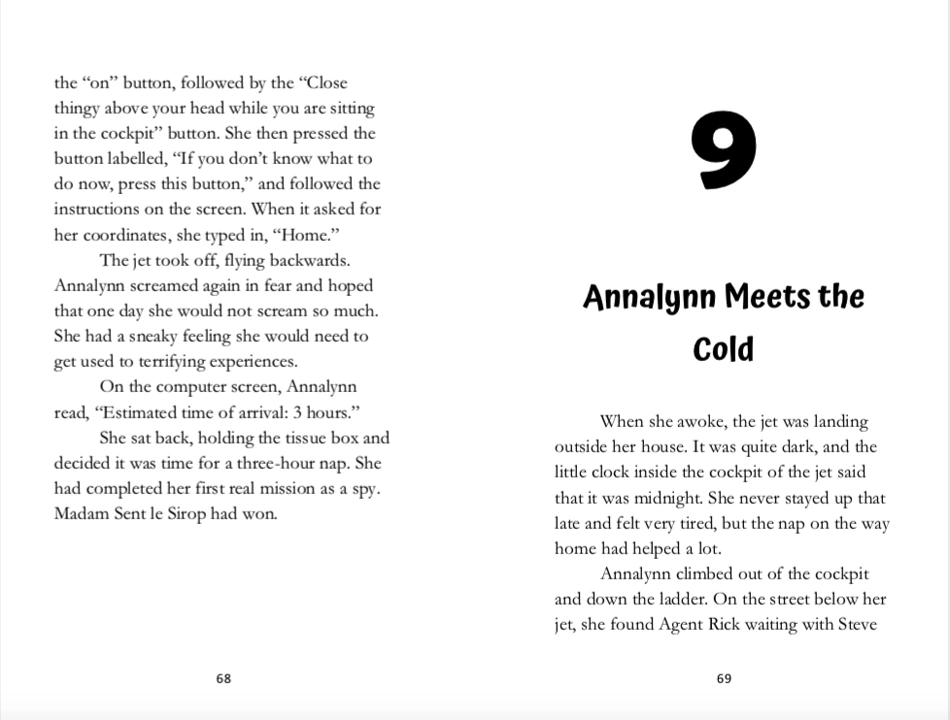 the “on” button, followed by the “Close
thingy above your head while you are sitting
in the cockpit” button. She then pressed the
button labelled, “If you don’t know what to
do now, press this button,” and followed the
instructions on the screen. When it asked for
her coordinates, she typed in, “Home.”
The jet took off, flying backwards.
Annalynn screamed again in fear and hoped
that one day she would not scream so much.
She had a sneaky feeling she would need to
get used to terrifying experiences.
On the computer screen, Annalynn
read, “Estimated time of arrival: 3 hours.”
She sat back, holding the tissue box and
decided it was time for a three-hour nap. She
had completed her first real mission as a spy.
Madam Sent le Sirop had won.
68
9
Annalynn Meets the
Cold
When she awoke, the jet was landing
outside her house. It was quite dark, and the
little clock inside the cockpit of the jet said
that it was midnight. She never stayed up that
late and felt very tired, but the nap on the way
home had helped a lot.
Annalynn climbed out of the cockpit
and down the ladder. On the street below her
jet, she found Agent Rick waiting with Steve
69